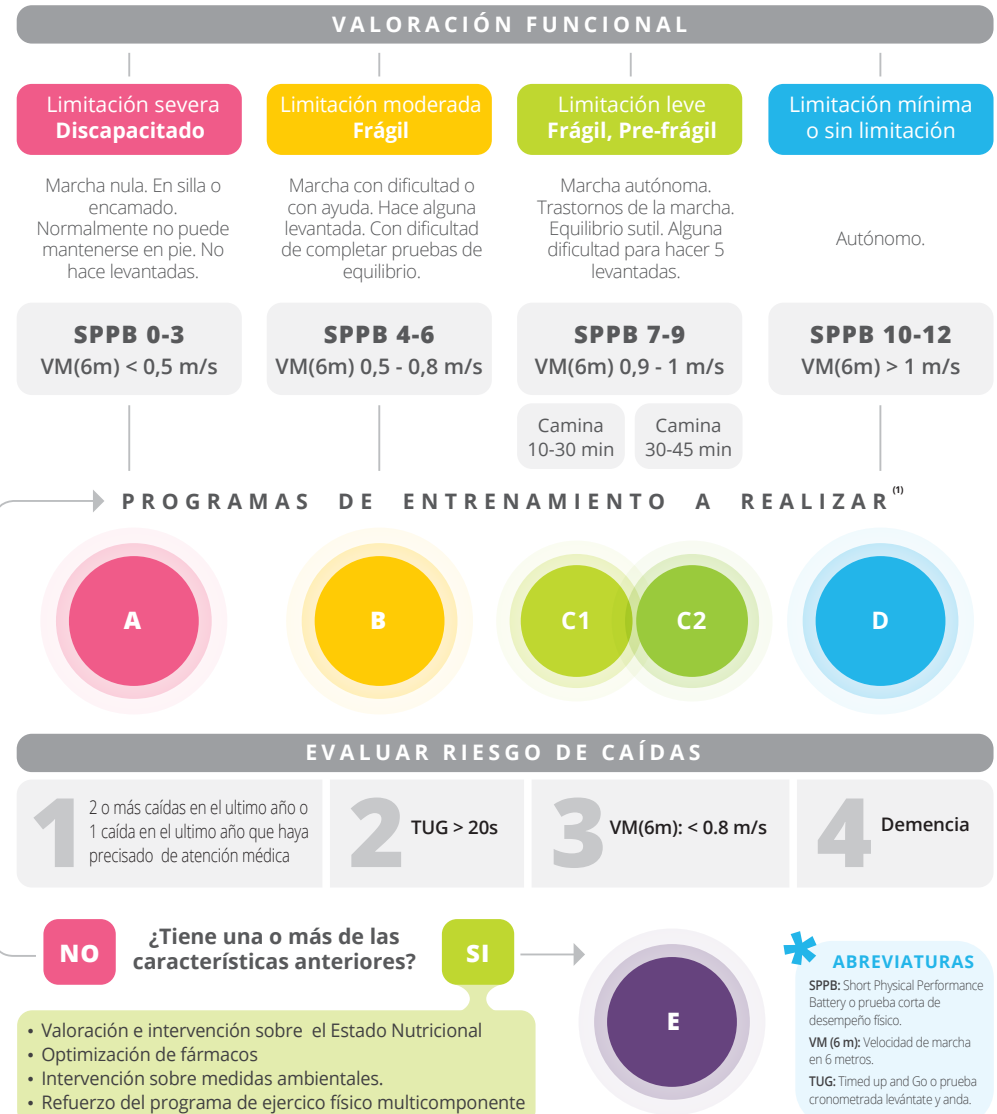 VALORACIÓN FUNCIONAL
Limitación severa
Discapacitado
Limitación moderada
Frágil
Limitación leve
Frágil, Pre-frágil
Limitación mínima
o sin limitación
Marcha nula. En silla o
encamado.
Normalmente no puede
mantenerse en pie. No
hace levantadas.
Marcha con dificultad o
con ayuda. Hace alguna
levantada. Con dificultad
de completar pruebas de
equilibrio.
Marcha autónoma.
Trastornos de la marcha.
Equilibrio sutil. Alguna
dificultad para hacer 5
levantadas.
Autónomo.
SPPB 0-3
VM(6m) < 0,5 m/s
SPPB 4-6
VM(6m) 0,5 - 0,8 m/s
SPPB 7-9
VM(6m) 0,9 - 1 m/s
SPPB 10-12
VM(6m) > 1 m/s
Camina
10-30 min
Camina
30-45 min
PROGRAMAS DE ENTRENAMIENTO A REALIZAR (1)
A
B
C1
C2
D
EVALUAR RIESGO DE CAÍDAS
1
2 o más caídas en el ultimo año o
1 caída en el ultimo año que haya
precisado de atención médica
2
TUG > 20s
3
VM(6m): < 0.8 m/s
4
Demencia
NO
¿Tiene una o más de las
características anteriores?
SI
• Valoración e intervención sobre el Estado Nutricional
• Optimización de fármacos
• Intervención sobre medidas ambientales.
• Refuerzo del programa de ejercico físico multicomponente
E
* ABREVIATURAS
SPPB: Short Physical Performance
Battery o prueba corta de
desempeño físico.
VM (6 m): Velocidad de marcha
en 6 metros.
TUG: Timed up and Go o prueba
cronometrada levántate y anda.